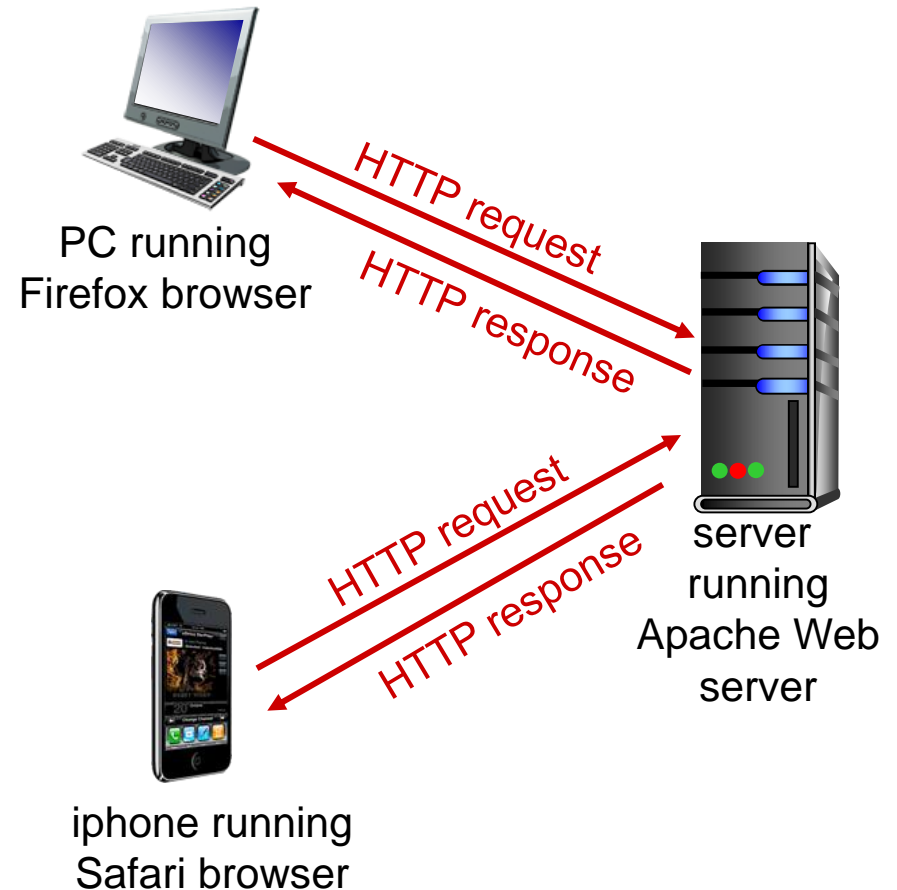 HTTP request
HTTP response
PC running
Firefox browser
HTTP request
HTTP response
server
running
Apache Web
server
iphone running
Safari browser